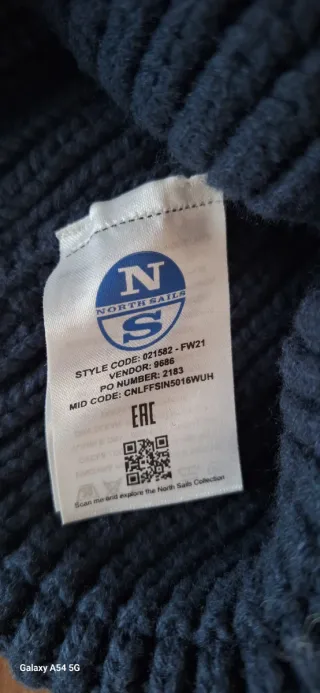 N
NORTH SAILS
S
STYLE CODE: 021582 - FW21
VENDOR: 9686
PO NUMBER: 2183
MID CODE: CNLFFSIN5016WUH
EAC
Scan me and explore the North Sails Collection
Galaxy A54 5G